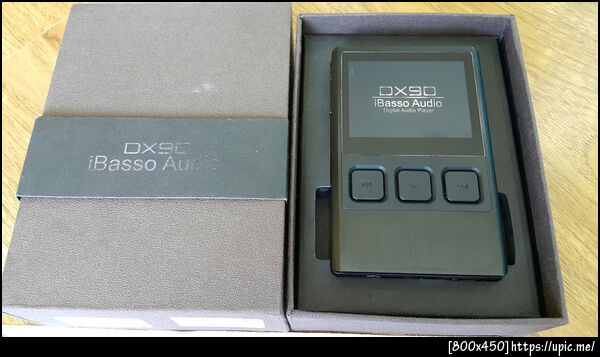 DX90
iBasso Audio
DX90
iBasso Audio
Digital Audio Player
[800x450]https://upic.me/